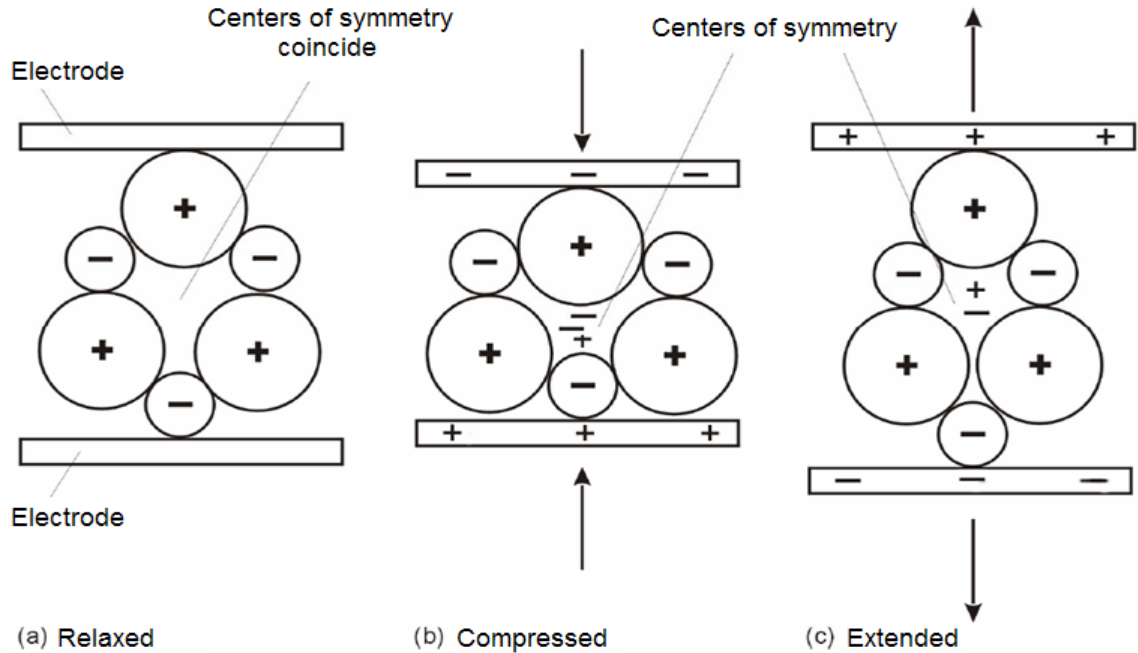 Centers of symmetry
coincide
Centers of symmetry
Electrode
+ + +
− − −
+
+
− −
− −
− −
+
−
−
−
+
+ +
+ +
+ +
−
−
−
+ + +
− − −
Electrode
(a) Relaxed
(b) Compressed
(c) Extended